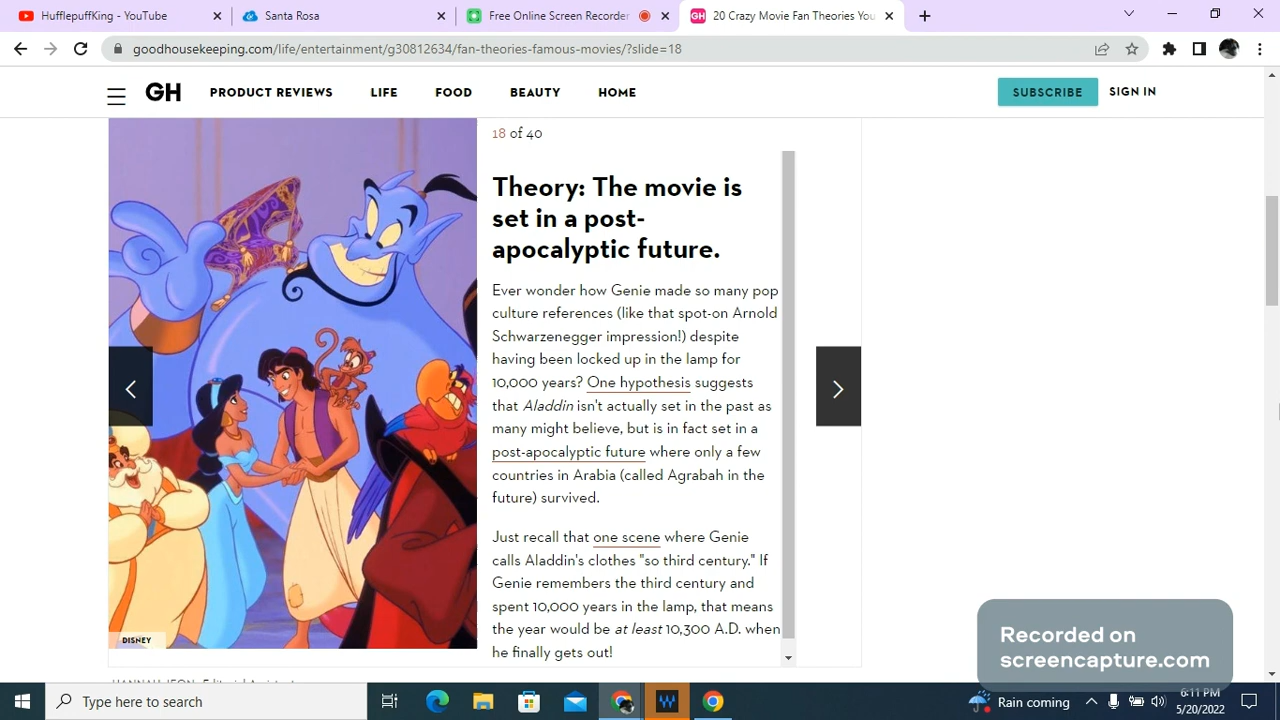 HufflepuffKing - YouTube
Santa Rosa
Free Online Screen Recorder
20 Crazy Movie Fan Theories You
goodhousekeeping.com/life/entertainment/g30812634/fan-theories-famous-movies/?slide=18
GH
PRODUCT REVIEWS
LIFE
FOOD
BEAUTY
HOME
SUBSCRIBE
SIGN IN
18 of 40
Theory: The movie is
set in a post-
apocalyptic future.
Ever wonder how Genie made so many pop
culture references (like that spot-on Arnold
Schwarzenegger impression!) despite
having been locked up in the lamp for
10,000 years? One hypothesis suggests
that Aladdin isn't actually set in the past as
many might believe, but is in fact set in a
post-apocalyptic future where only a few
countries in Arabia (called Agrabah in the
future) survived.
Just recall that one scene where Genie
calls Aladdin's clothes "so third century." If
Genie remembers the third century and
spent 10,000 years in the lamp, that means
the year would be at least 10,300 A.D. when
he finally gets out!
DISNEY
Recorded on
screencapture.com
Type here to search
Rain coming
6:11 PM
5/20/2022